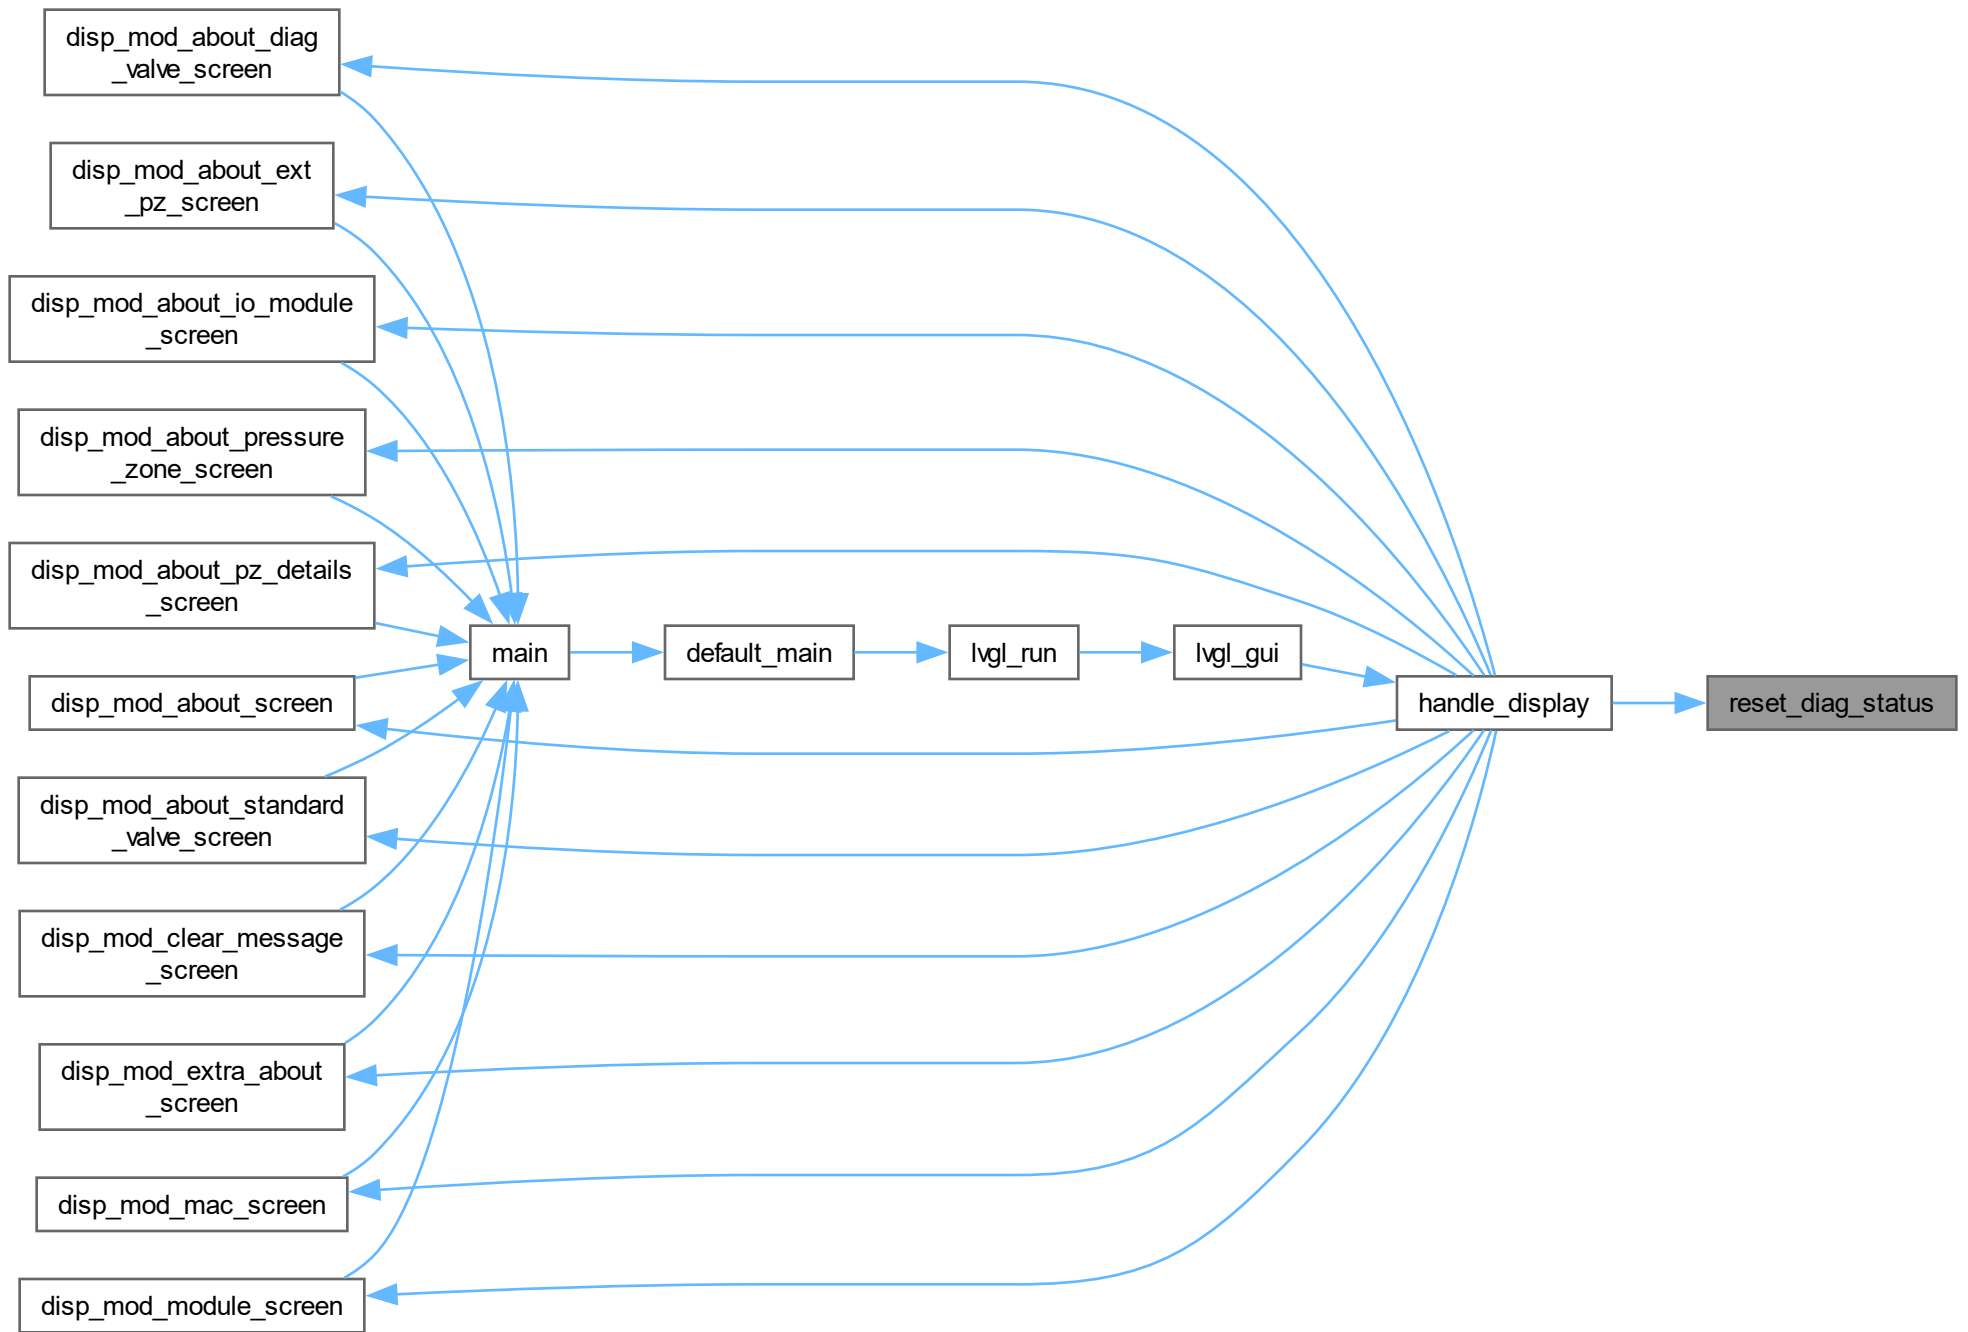 disp_mod_about_diag
_valve_screen
disp_mod_about_ext
_pz_screen
disp_mod_about_io_module
_screen
disp_mod_about_pressure
_zone_screen
disp_mod_about_pz_details
_screen
disp_mod_about_screen
disp_mod_about_standard
_valve_screen
disp_mod_clear_message
_screen
disp_mod_extra_about
_screen
disp_mod_mac_screen
disp_mod_module_screen
main
default_main
lvgl_run
lvgl_gui
handle_display
reset_diag_status